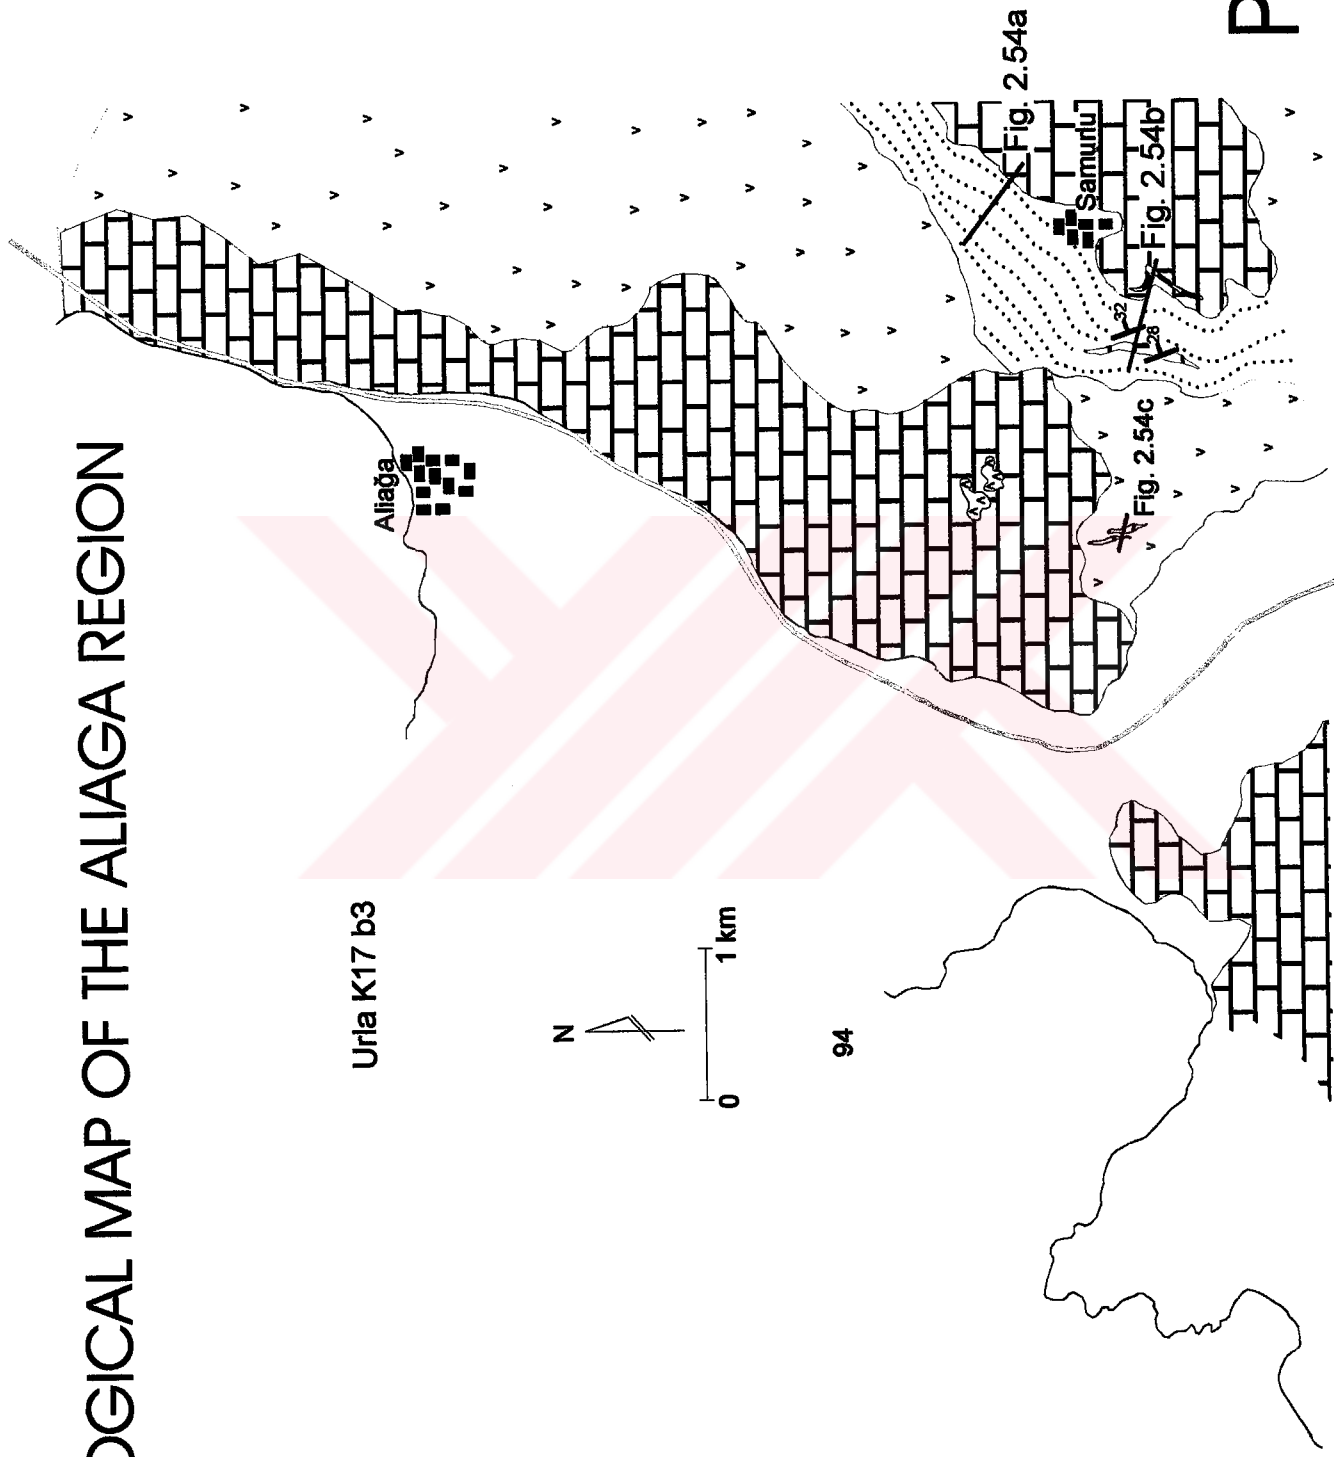 OGICAL MAP OF THE ALIAGA REGION
Aliağa
Urla K17 b3
N
0 1 km
94
Fig. 2.54a
Samurlu
Fig. 2.54b
32
28
Fig. 2.54c
P